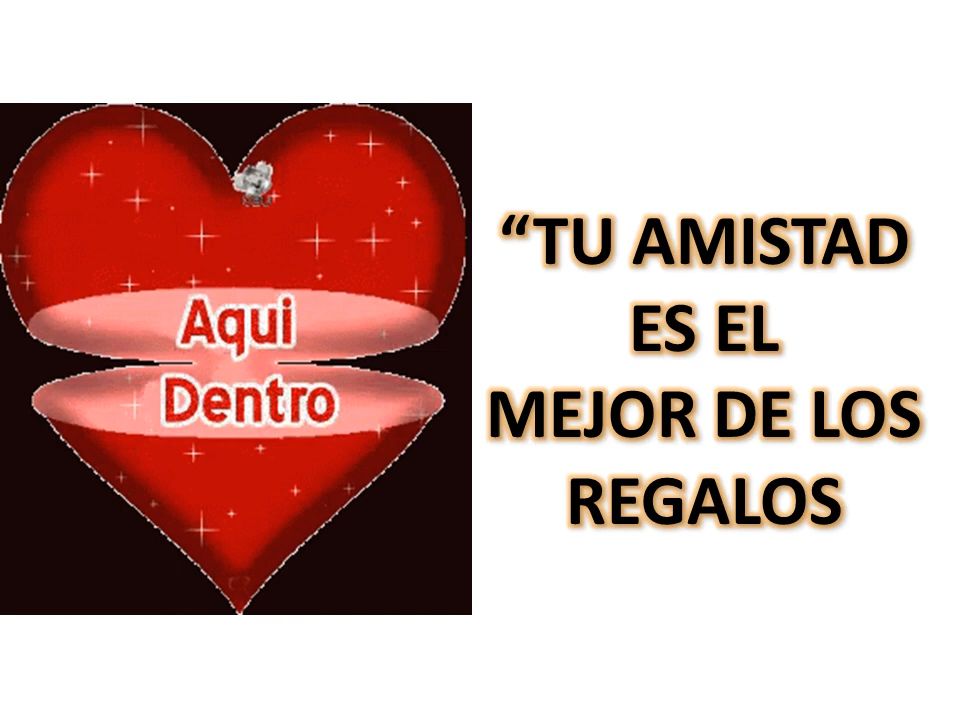 Aqui
Dentro
“TU AMISTAD
ES EL
MEJOR DE LOS
REGALOS